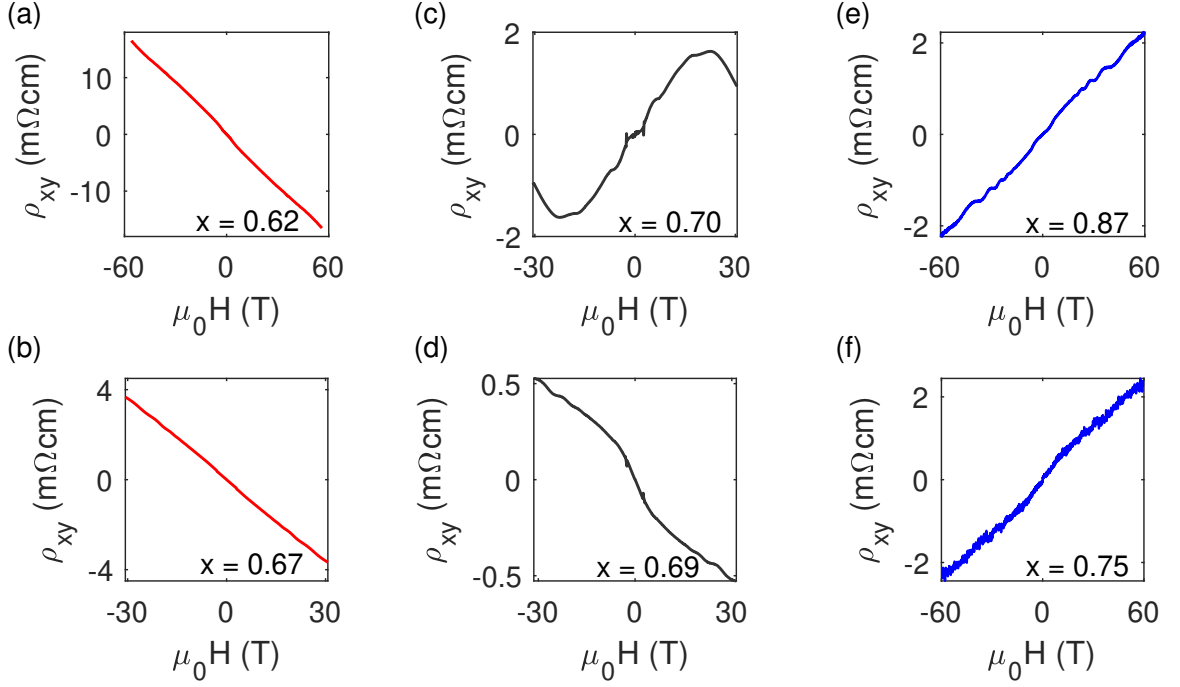 (a)
10
0
-10
ρxy (mΩcm)
x = 0.62
-60 0 60
μ0H (T)
(c)
2
0
-2
ρxy (mΩcm)
x = 0.70
-30 0 30
μ0H (T)
(e)
2
0
-2
ρxy (mΩcm)
x = 0.87
-60 0 60
μ0H (T)
(b)
4
0
-4
ρxy (mΩcm)
x = 0.67
-30 0 30
μ0H (T)
(d)
0.5
0
-0.5
ρxy (mΩcm)
x = 0.69
-30 0 30
μ0H (T)
(f)
2
0
-2
ρxy (mΩcm)
x = 0.75
-60 0 60
μ0H (T)